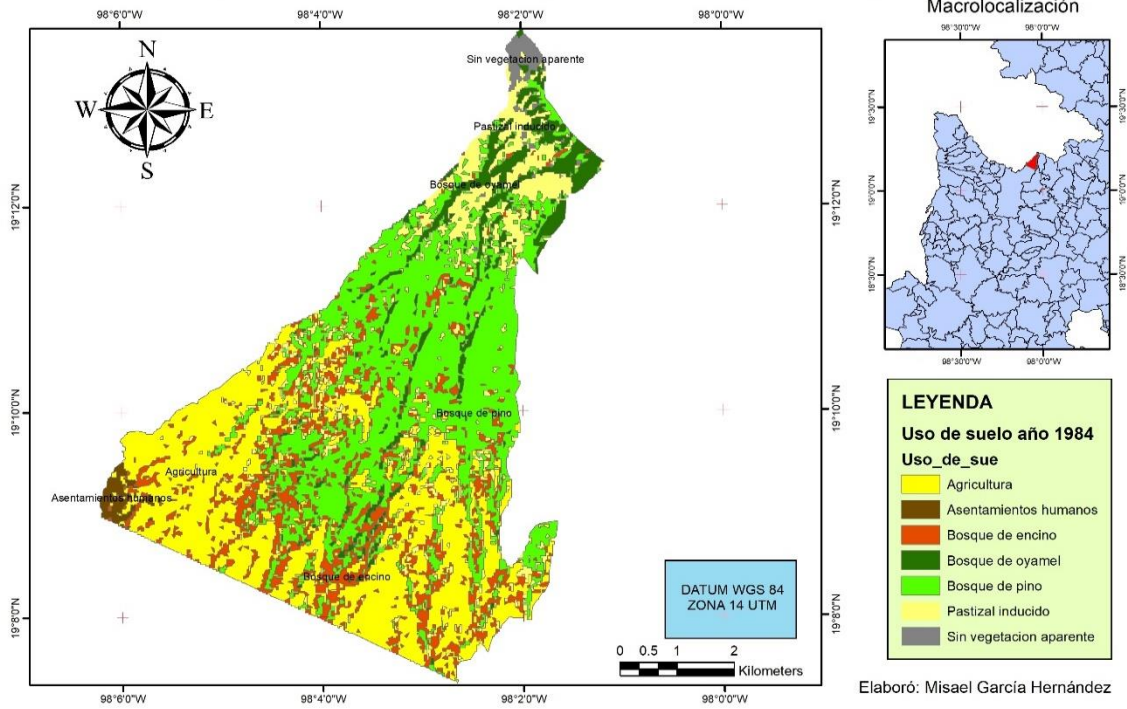 98°6'0"W 98°4'0"W 98°2'0"W 98°0'0"W
N
W E
S
19°12'0"N
19°10'0"N
19°8'0"N
Sin vegetacion aparente
Pastizal inducido
Bosque de oyamel
Bosque de pino
Agricultura
Asentamientos humanos
Bosque de encino
19°12'0"N
19°10'0"N
19°8'0"N
DATUM WGS 84
ZONA 14 UTM
0 0.5 1 2
Kilometers
98°6'0"W 98°4'0"W 98°2'0"W 98°0'0"W
Macrolocalización
98°30'0"W 98°0'0"W
19°30'0"N
19°0'0"N
18°30'0"N
19°30'0"N
19°0'0"N
18°30'0"N
98°30'0"W 98°0'0"W
LEYENDA
Uso de suelo año 1984
Uso_de_sue
Agricultura
Asentamientos humanos
Bosque de encino
Bosque de oyamel
Bosque de pino
Pastizal inducido
Sin vegetacion aparente
Elaboró: Misael García Hernández